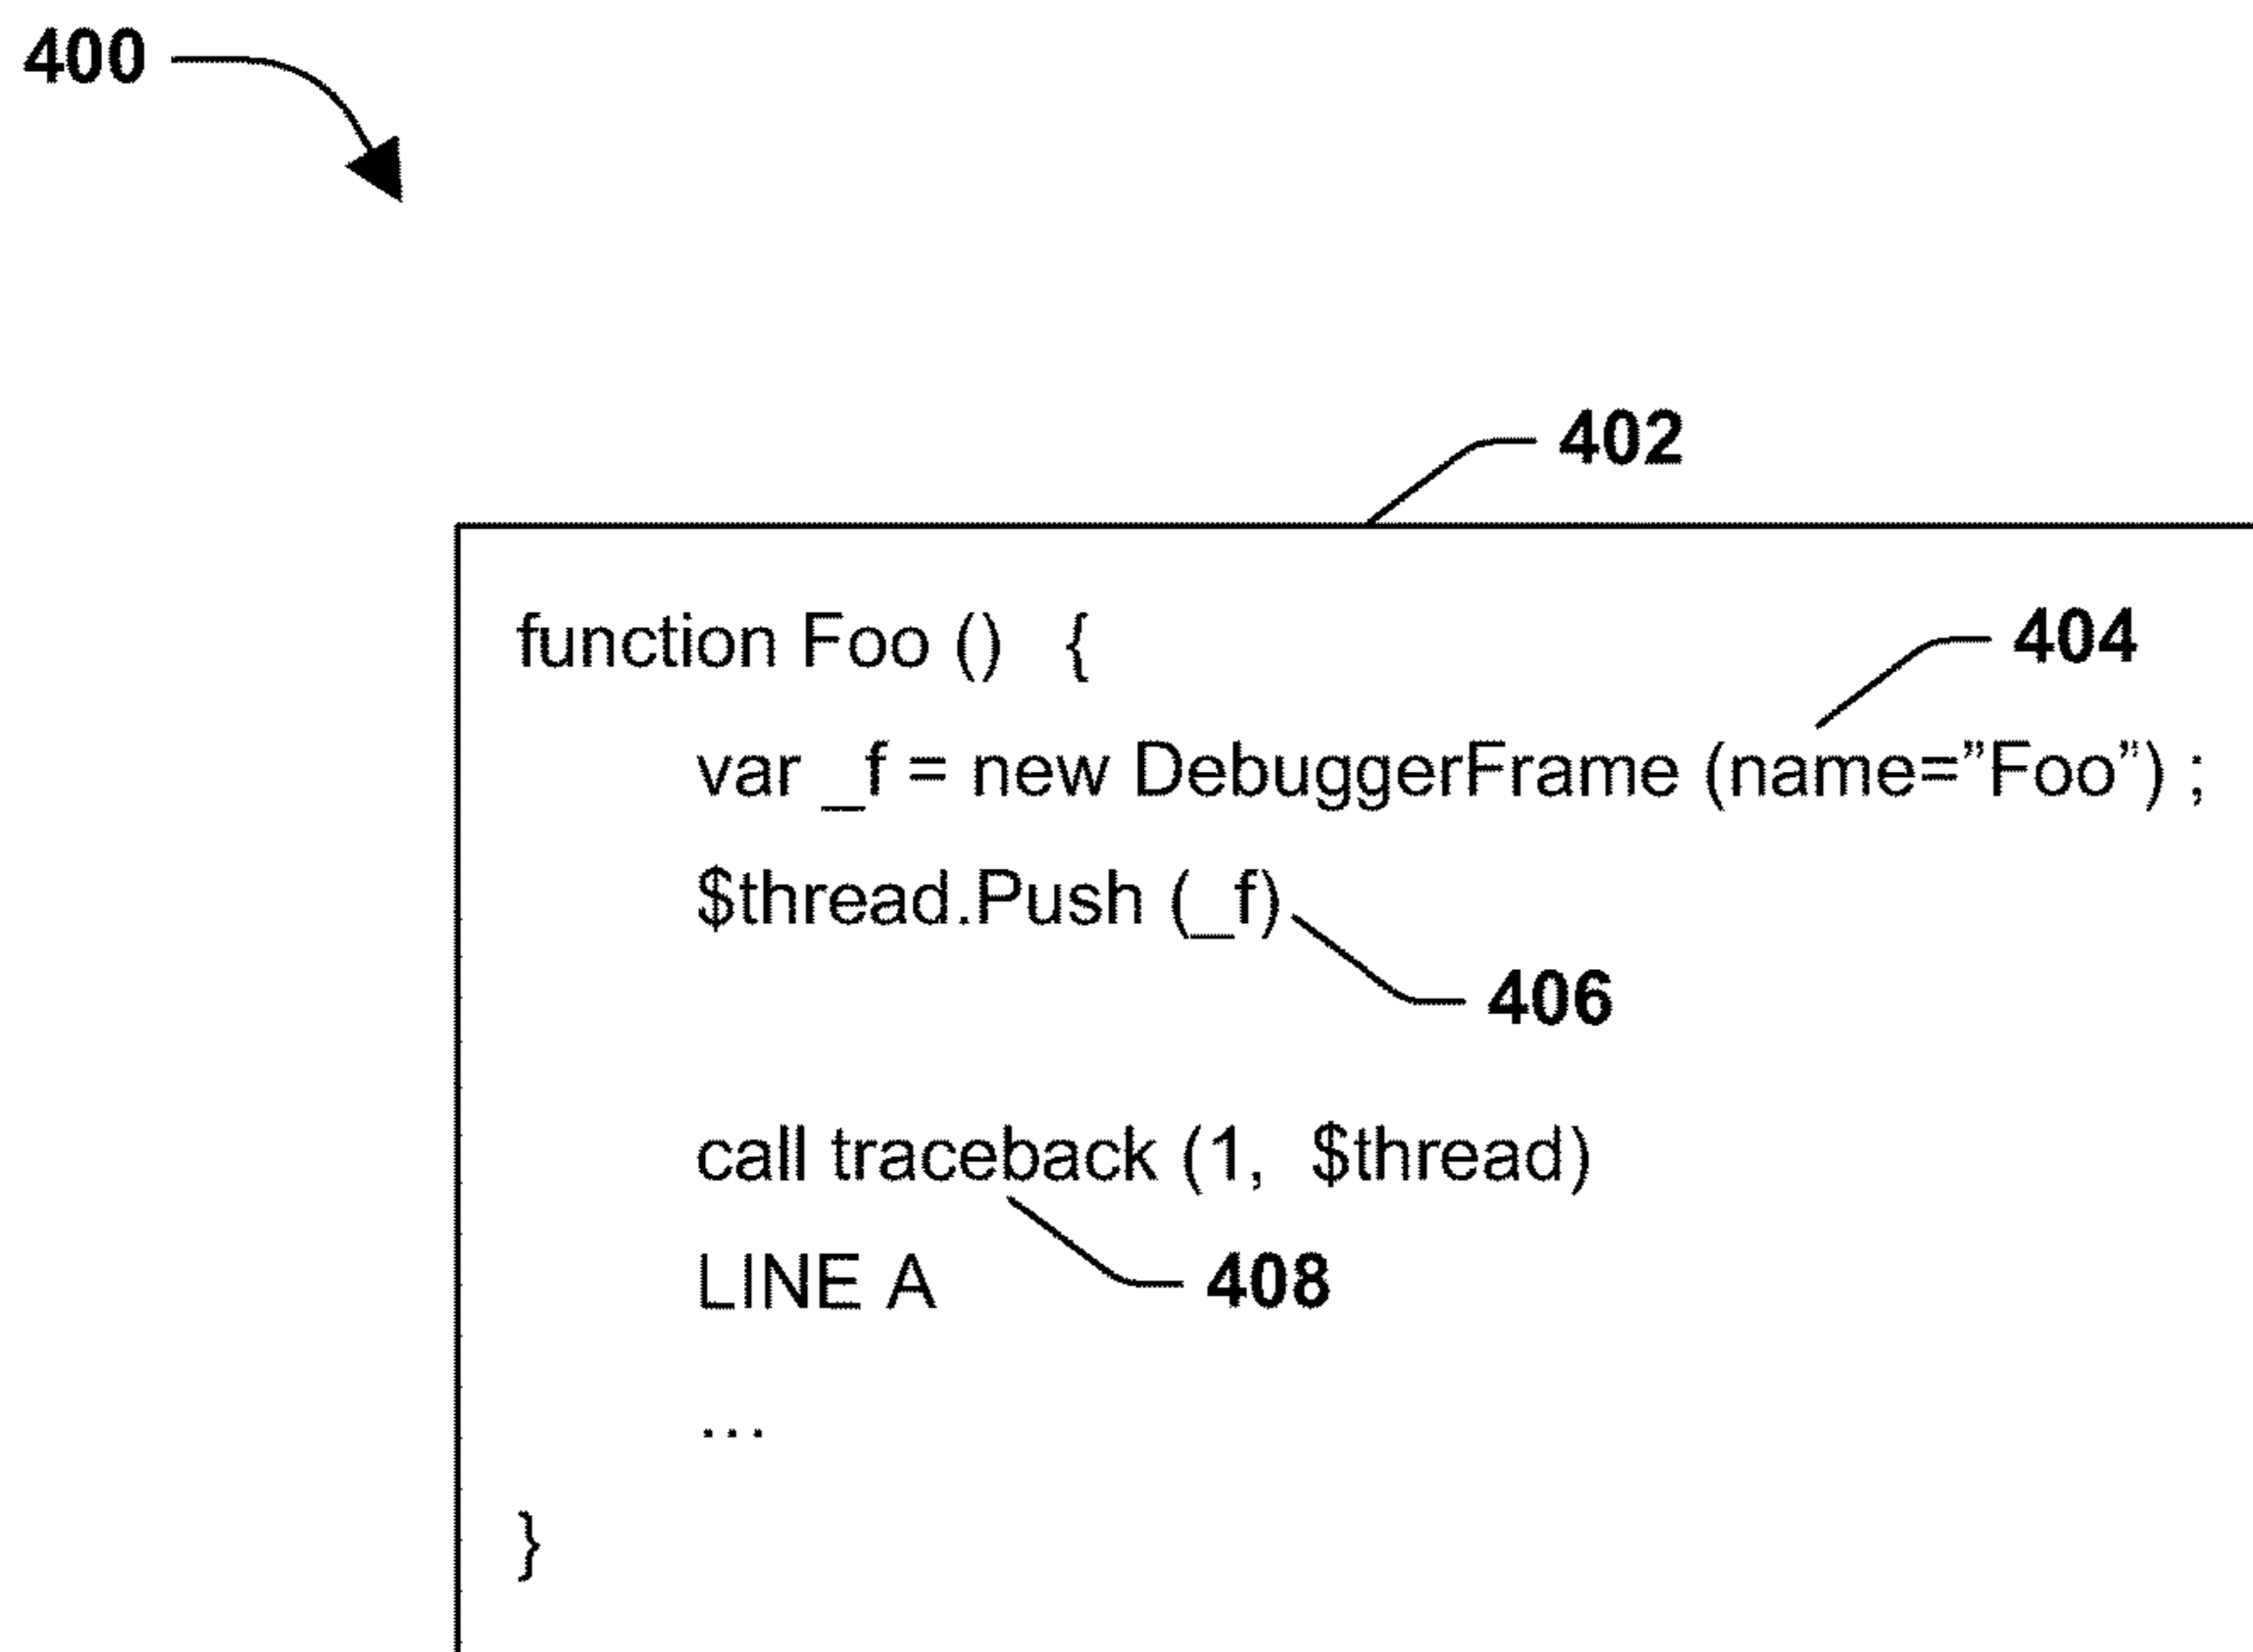 400
402
function Foo () {
404
var _f = new DebuggerFrame (name=”Foo”) ;
$thread.Push (_f)
406
call traceback (1, $thread)
LINE A
408
...
}